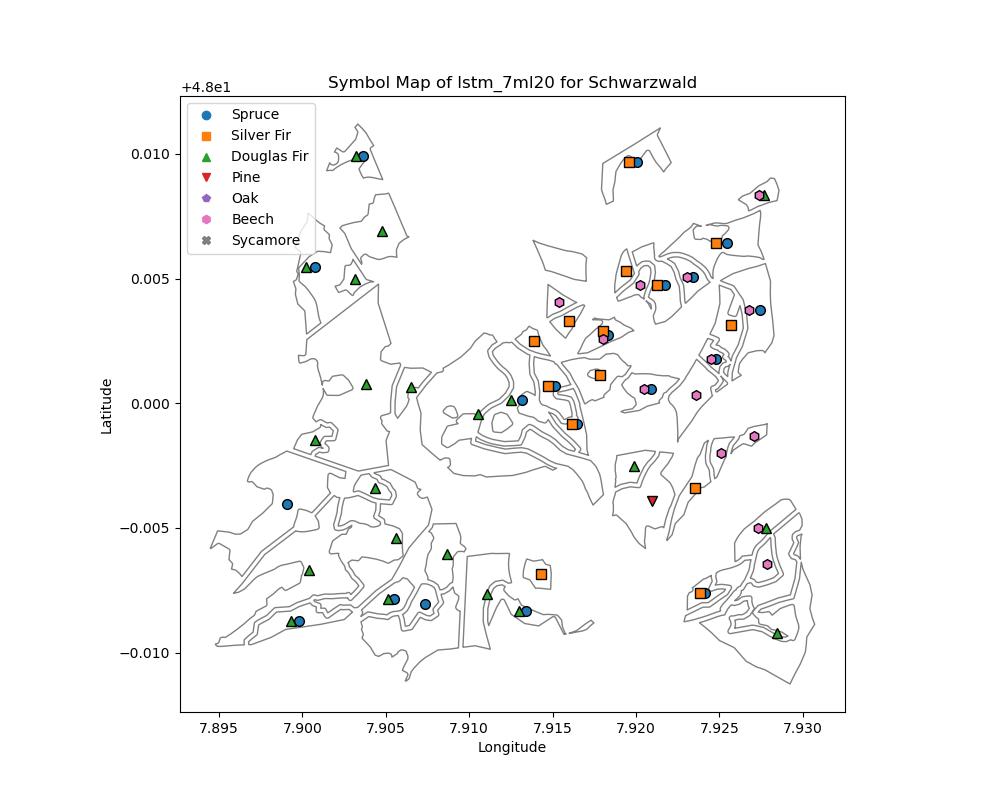 Symbol Map of lstm_7ml20 for Schwarzwald
+4.8e1
Spruce
Silver Fir
Douglas Fir
Pine
Oak
Beech
Sycamore
0.010
0.005
0.000
−0.005
−0.010
Latitude
7.895 7.900 7.905 7.910 7.915 7.920 7.925 7.930
Longitude